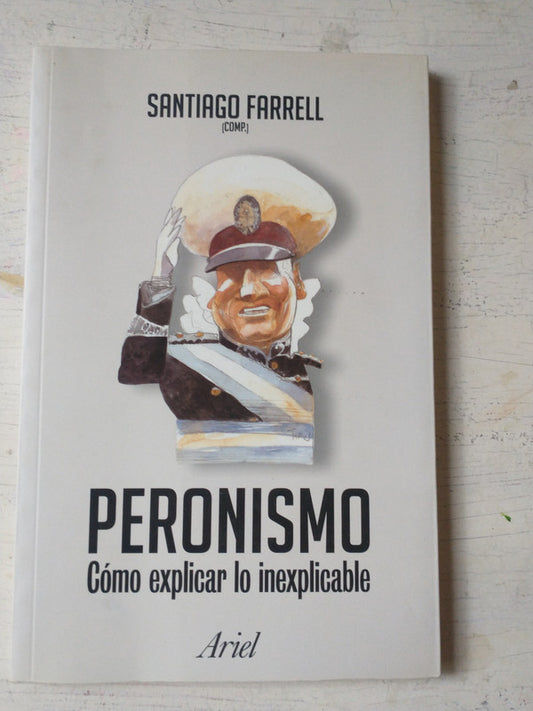 SANTIAGO FARRELL
(COMP.)
PERONISMO
Cómo explicar lo inexplicable
Ariel